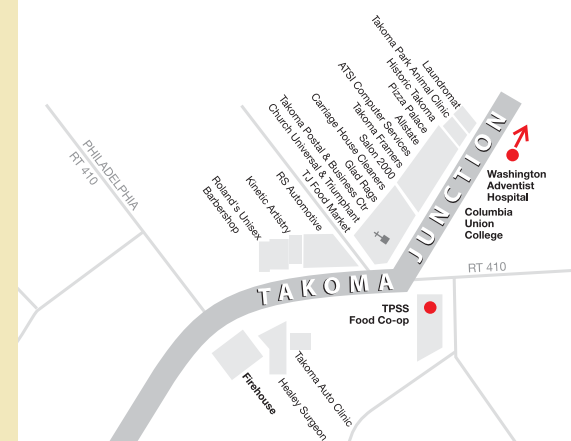 Laundromat
Takoma Park Animal Clinic
Historic Takoma
Pizza Palace
Allstate
ATSI Computer Services
Takoma Framers
Salon 2000
Glad Rags
Carriage House Cleaners
Takoma Postal & Business Ctr
Church Universal & Triumphant
TJ Food Market
RS Automotive
Kinetic Artistry
Roland's Unisex
Barbershop
PHILADELPHIA
RT 410
TAKOMA JUNCTION
Washington
Adventist
Hospital
Columbia
Union
College
RT 410
TPSS
Food Co-op
Firehouse
Healey Surgeon
Takoma Auto Clinic